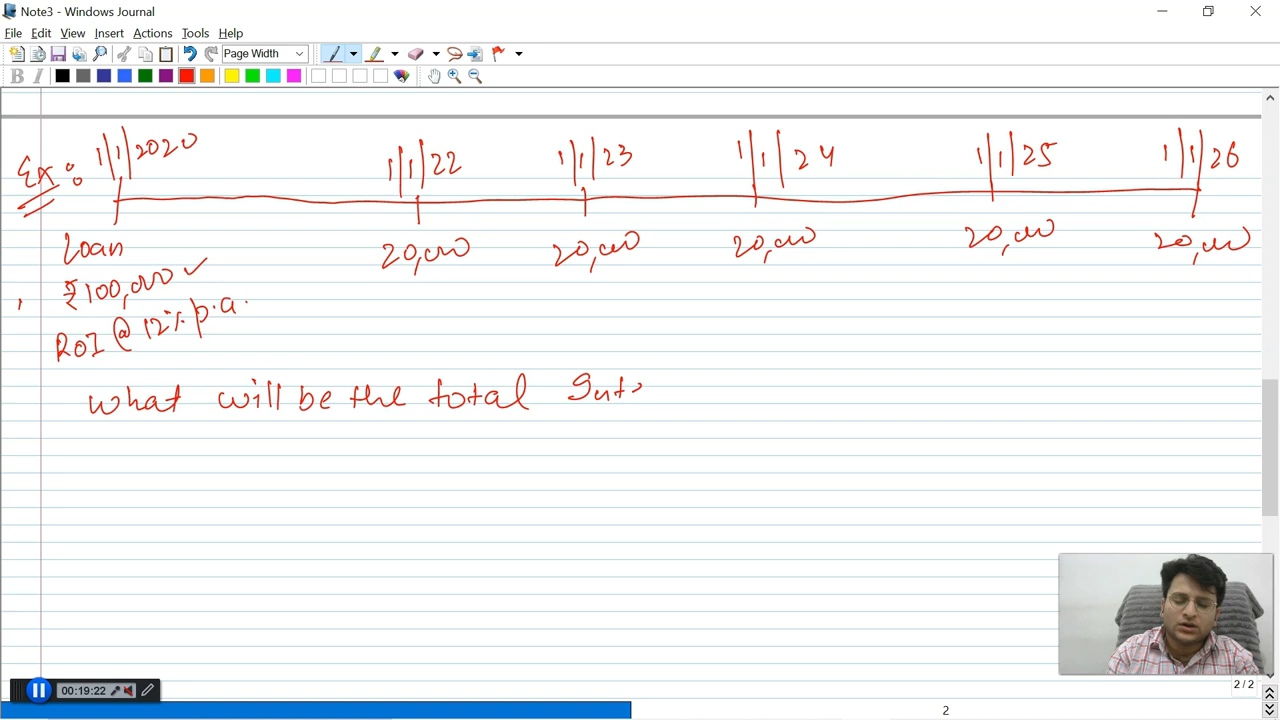 Note3 - Windows Journal
File Edit View Insert Actions Tools Help
Page Width
B I
Ex: 1|1|2020 1|1|22 1|1|23 1|1|24 1|1|25 1|1|26
Loan 20,000 20,000 20,000 20,000 20,000
₹100,000 ✓
ROI @ 12% p.a.
what will be the total Inte
00:19:22
2 / 2
2